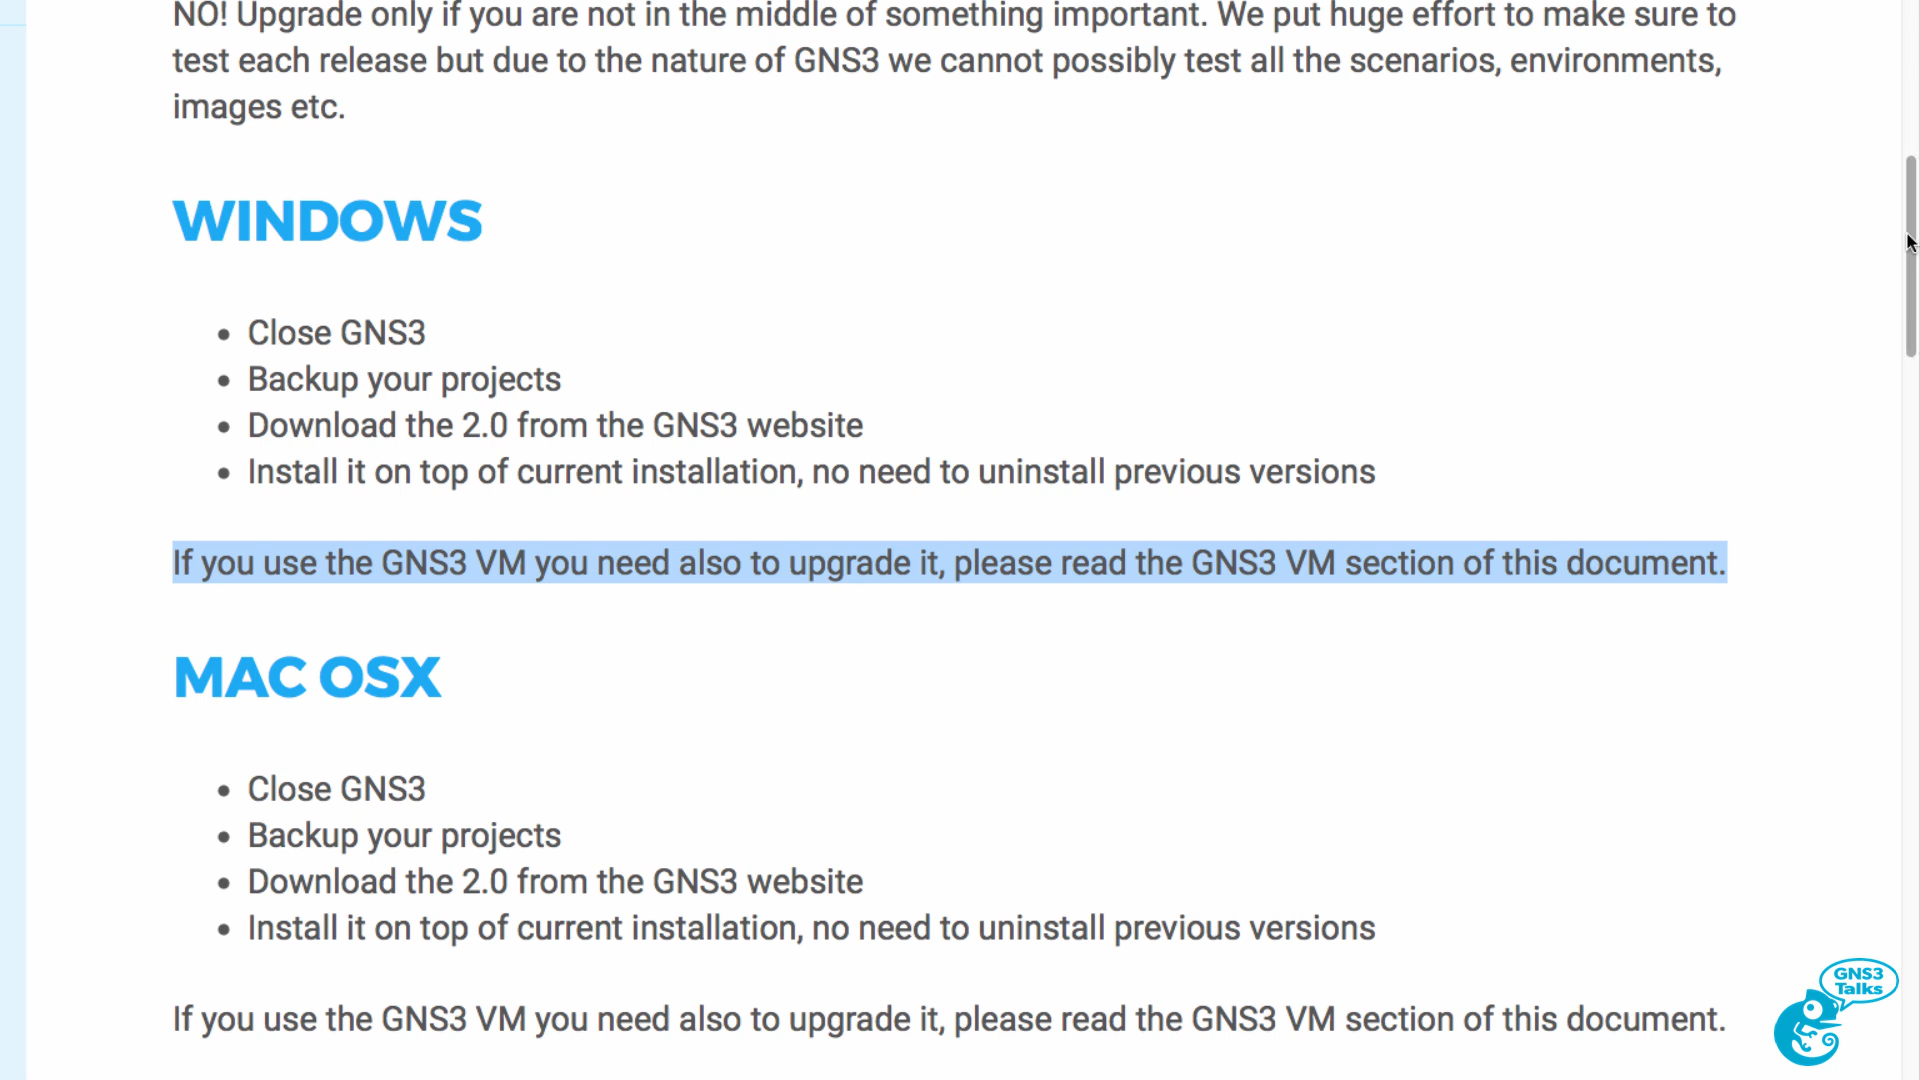 NO! Upgrade only if you are not in the middle of something important. We put huge effort to make sure to
test each release but due to the nature of GNS3 we cannot possibly test all the scenarios, environments,
images etc.
WINDOWS
• Close GNS3
• Backup your projects
• Download the 2.0 from the GNS3 website
• Install it on top of current installation, no need to uninstall previous versions
If you use the GNS3 VM you need also to upgrade it, please read the GNS3 VM section of this document.
MAC OSX
• Close GNS3
• Backup your projects
• Download the 2.0 from the GNS3 website
• Install it on top of current installation, no need to uninstall previous versions
If you use the GNS3 VM you need also to upgrade it, please read the GNS3 VM section of this document.
GNS3
Talks